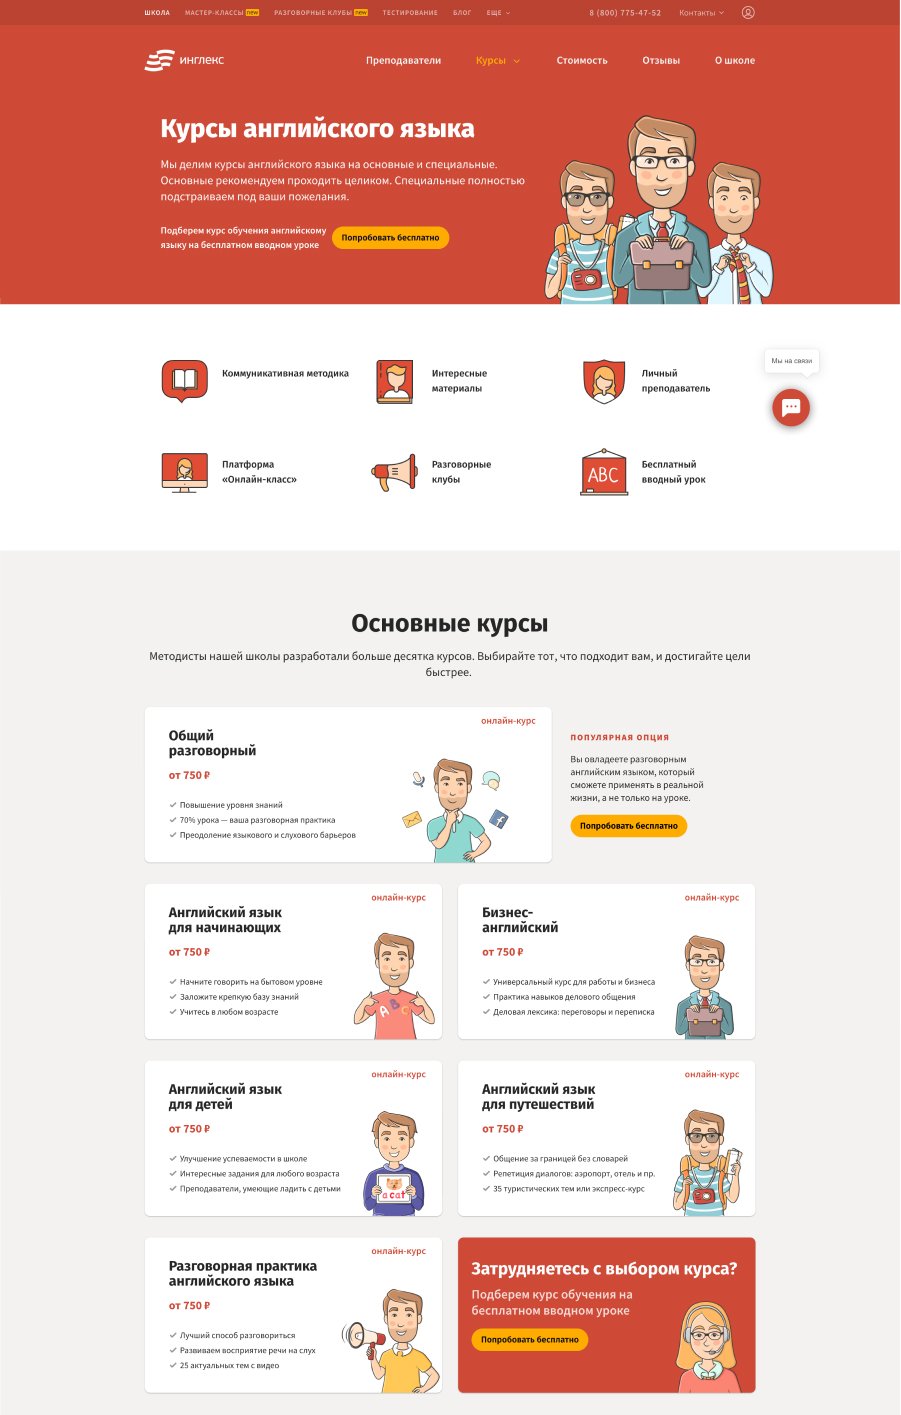 ШКОЛА
МАСТЕР-КЛАССЫ new
РАЗГОВОРНЫЕ КЛУБЫ new
ТЕСТИРОВАНИЕ
БЛОГ
ЕЩЕ
8 (800) 775-47-52
Контакты
инглекс
Преподаватели
Курсы
Стоимость
Отзывы
О школе
Курсы английского языка
Мы делим курсы английского языка на основные и специальные.
Основные рекомендуем проходить целиком. Специальные полностью
подстраиваем под ваши пожелания.
Подберем курс обучения английскому
языку на бесплатном вводном уроке
Попробовать бесплатно
Мы на связи
Коммуникативная методика
Интересные
материалы
Личный
преподаватель
Платформа
«Онлайн-класс»
Разговорные
клубы
ABC
Бесплатный
вводный урок
Основные курсы
Методисты нашей школы разработали больше десятка курсов. Выбирайте тот, что подходит вам, и достигайте цели
быстрее.
онлайн-курс
Общий
разговорный
от 750 ₽
Повышение уровня знаний
70% урока — ваша разговорная практика
Преодоление языкового и слухового барьеров
f
ПОПУЛЯРНАЯ ОПЦИЯ
Вы овладеете разговорным
английским языком, который
сможете применять в реальной
жизни, а не только на уроке.
Попробовать бесплатно
онлайн-курс
Английский язык
для начинающих
от 750 ₽
Начните говорить на бытовом уровне
Заложите крепкую базу знаний
Учитесь в любом возрасте
A B C
онлайн-курс
Бизнес-
английский
от 750 ₽
Универсальный курс для работы и бизнеса
Практика навыков делового общения
Деловая лексика: переговоры и переписка
онлайн-курс
Английский язык
для детей
от 750 ₽
Улучшение успеваемости в школе
Интересные задания для любого возраста
Преподаватели, умеющие ладить с детьми
a cat
онлайн-курс
Английский язык
для путешествий
от 750 ₽
Общение за границей без словарей
Репетиция диалогов: аэропорт, отель и пр.
35 туристических тем или экспресс-курс
онлайн-курс
Разговорная практика
английского языка
от 750 ₽
Лучший способ разговориться
Развиваем восприятие речи на слух
25 актуальных тем с видео
Затрудняетесь с выбором курса?
Подберем курс обучения на
бесплатном вводном уроке
Попробовать бесплатно